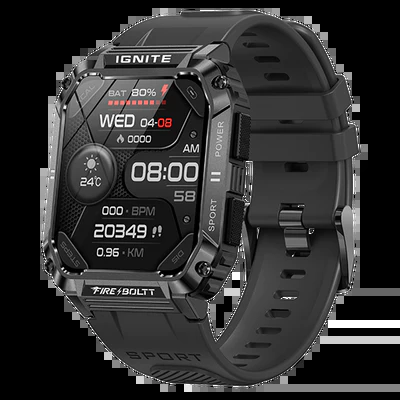 IGNITE
BAT 80%
WED 04-08
0000
24°C
AM
08:00
58
000 BPM
20349
0.96 KM
POWER
SPORT
FIRE BOLTT
SPORT